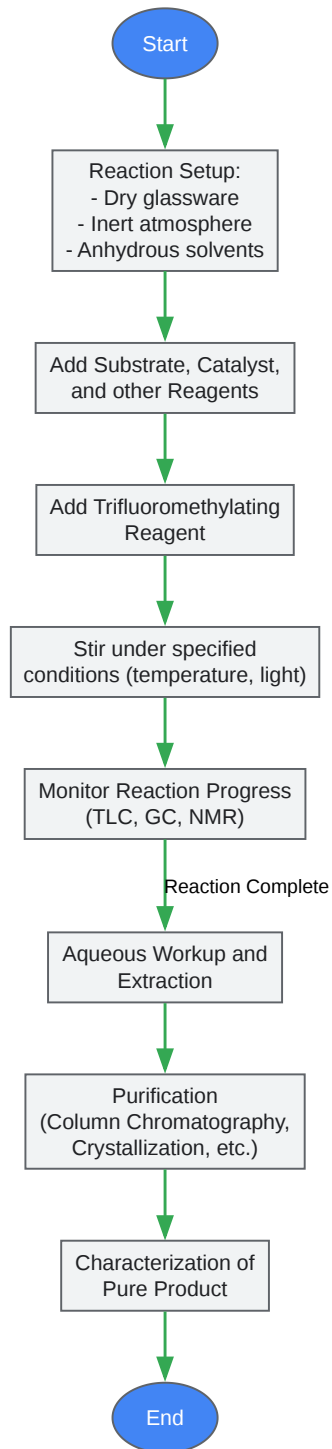 Start
Reaction Setup:
- Dry glassware
- Inert atmosphere
- Anhydrous solvents
Add Substrate, Catalyst,
and other Reagents
Add Trifluoromethylating
Reagent
Stir under specified
conditions (temperature, light)
Monitor Reaction Progress
(TLC, GC, NMR)
Reaction Complete
Aqueous Workup and
Extraction
Purification
(Column Chromatography,
Crystallization, etc.)
Characterization of
Pure Product
End